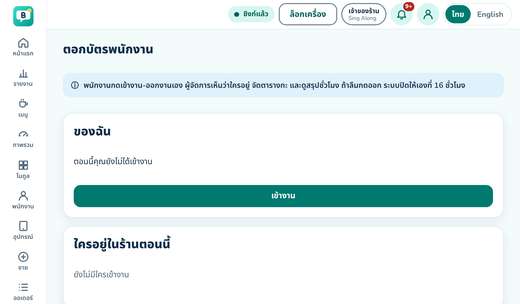 B
ซิงก์แล้ว
ล็อกเครื่อง
เจ้าของร้าน
Sing Along
9+
ไทย
English
หน้าแรก
รายงาน
เมนู
ภาพรวม
โมดูล
พนักงาน
อุปกรณ์
ขาย
ออเดอร์
ตอกบัตรพนักงาน
พนักงานกดเข้างาน-ออกงานเอง ผู้จัดการเห็นว่าใครอยู่ จัดตารางกะ และดูสรุปชั่วโมง ถ้าลืมกดออก ระบบปิดให้เองที่ 16 ชั่วโมง
ของฉัน
ตอนนี้คุณยังไม่ได้เข้างาน
เข้างาน
ใครอยู่ในร้านตอนนี้
ยังไม่มีใครเข้างาน